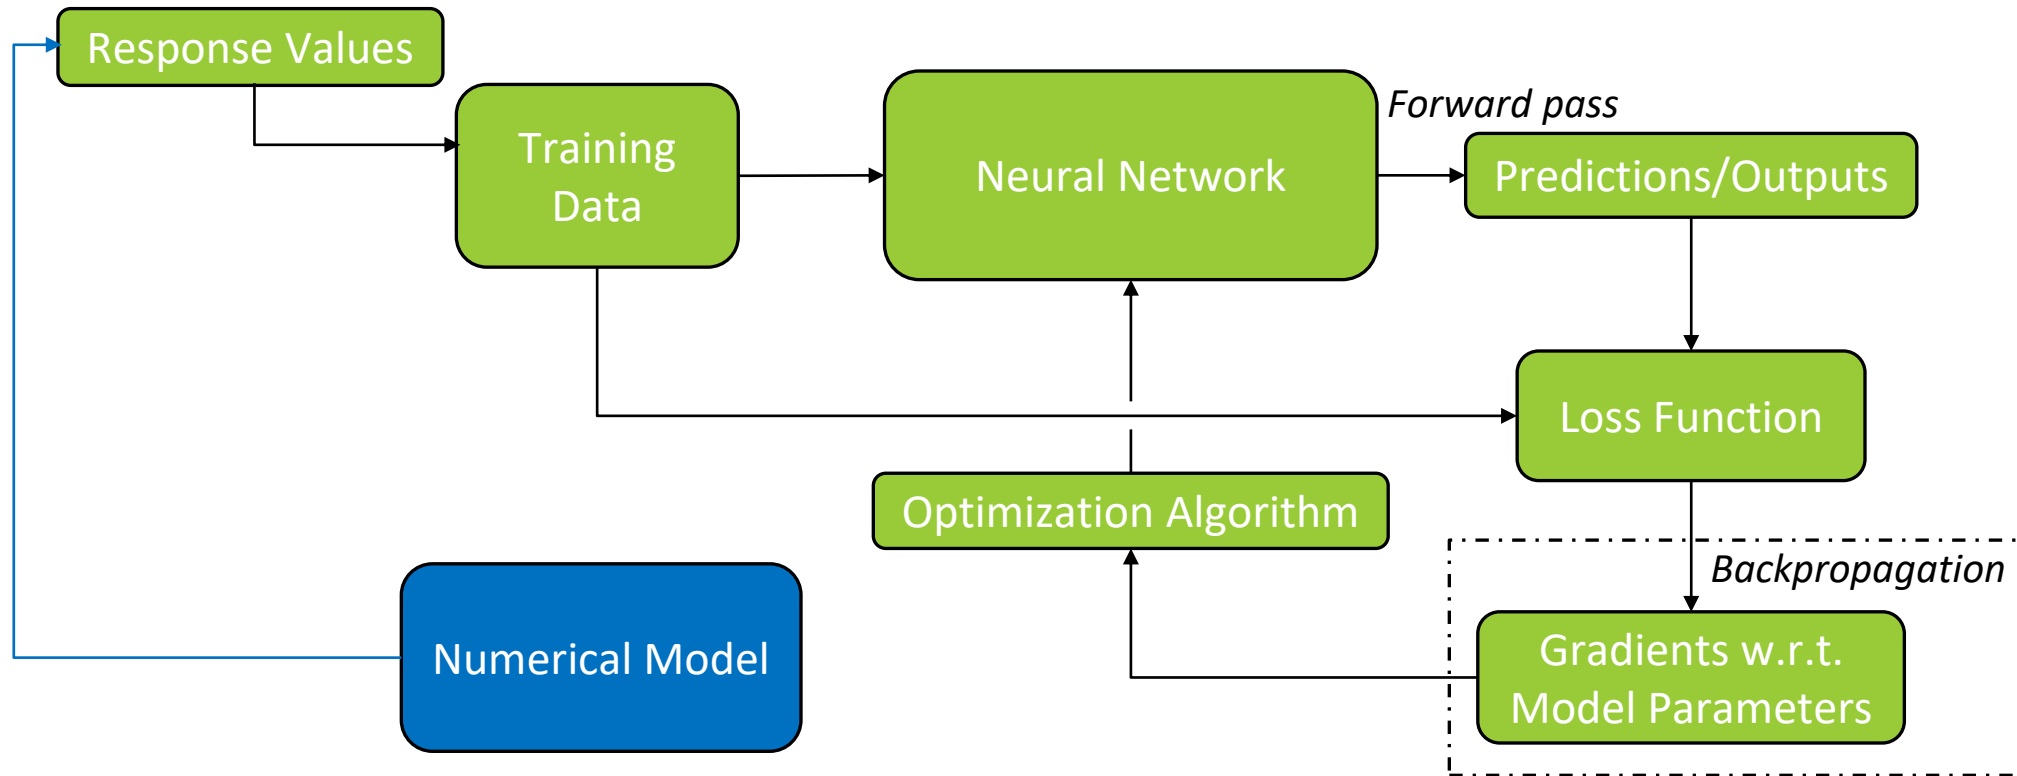 Response Values
Training
Data
Neural Network
Forward pass
Predictions/Outputs
Loss Function
Optimization Algorithm
Backpropagation
Numerical Model
Gradients w.r.t.
Model Parameters